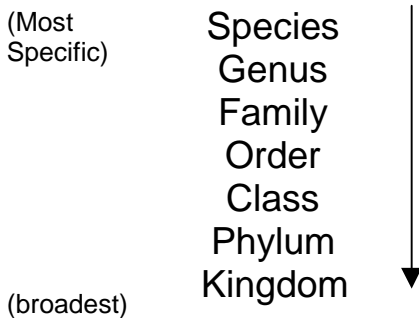 (Most
Specific)
Species
Genus
Family
Order
Class
Phylum
Kingdom
(broadest)